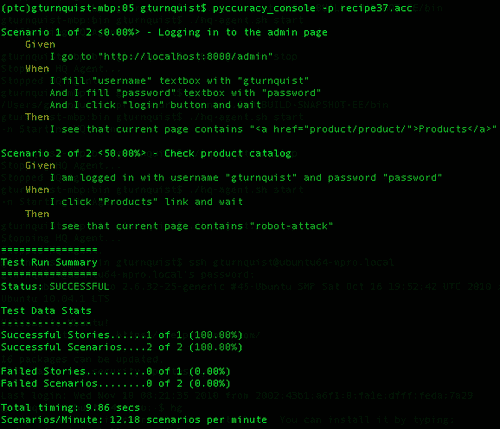 (ptc)gturnquist-mbp:05 gturnquist$ pyccuracy_console -p recipe37.acc
Scenario 1 of 2 <0.00%> - Logging in to the admin page
Given
I go to "http://localhost:8000/admin"
When
I fill "username" textbox with "gturnquist"
And I fill "password" textbox with "password"
And I click "login" button and wait
Then
I see that current page contains "<a href="product/product/">Products</a>"
Scenario 2 of 2 <50.00%> - Check product catalog
Given
I am logged in with username "gturnquist" and password "password"
When
I click "Products" link and wait
Then
I see that current page contains "robot-attack"
================
Test Run Summary
================
Status: SUCCESSFUL
Test Data Stats
---------------
Successful Stories......1 of 1 (100.00%)
Successful Scenarios....2 of 2 (100.00%)
Failed Stories..........0 of 1 (0.00%)
Failed Scenarios........0 of 2 (0.00%)
Total timing: 9.86 secs
Scenarios/Minute: 12.18 scenarios per minute